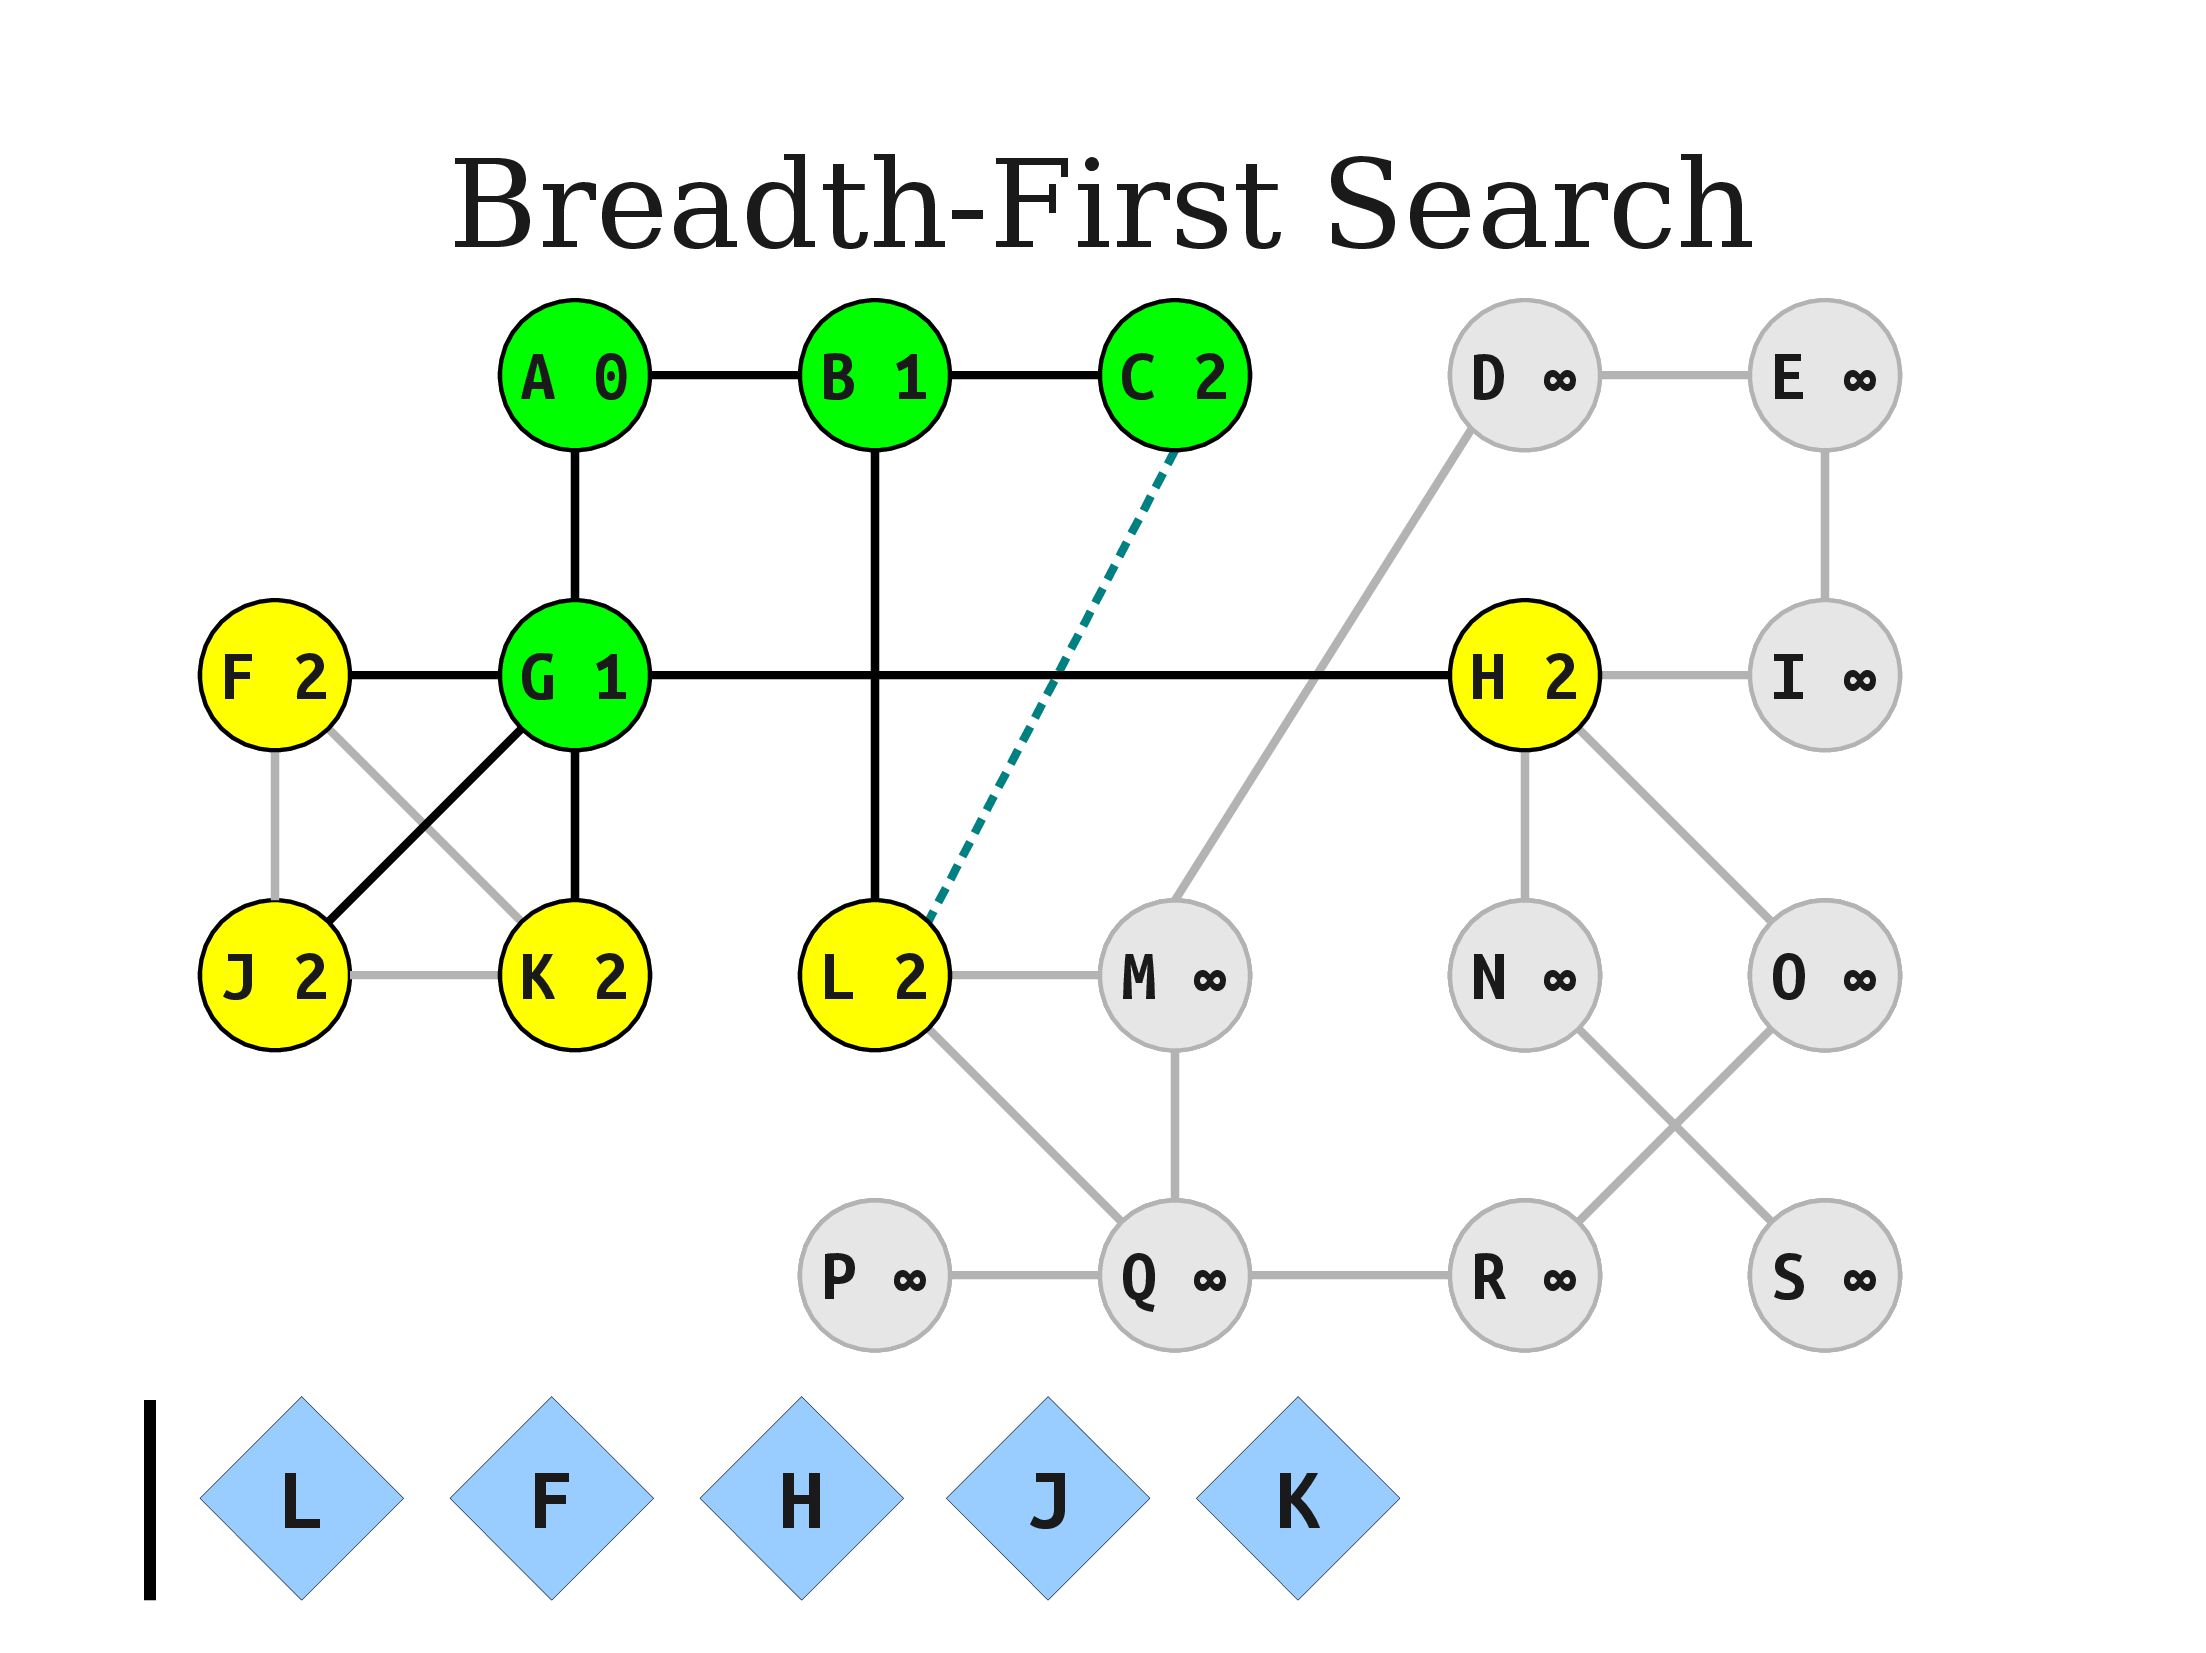 Breadth-First Search
A 0 B 1 C 2 D ∞ E ∞
F 2 G 1 H 2 I ∞
J 2 K 2 L 2 M ∞ N ∞ O ∞
P ∞ Q ∞ R ∞ S ∞
L F H J K